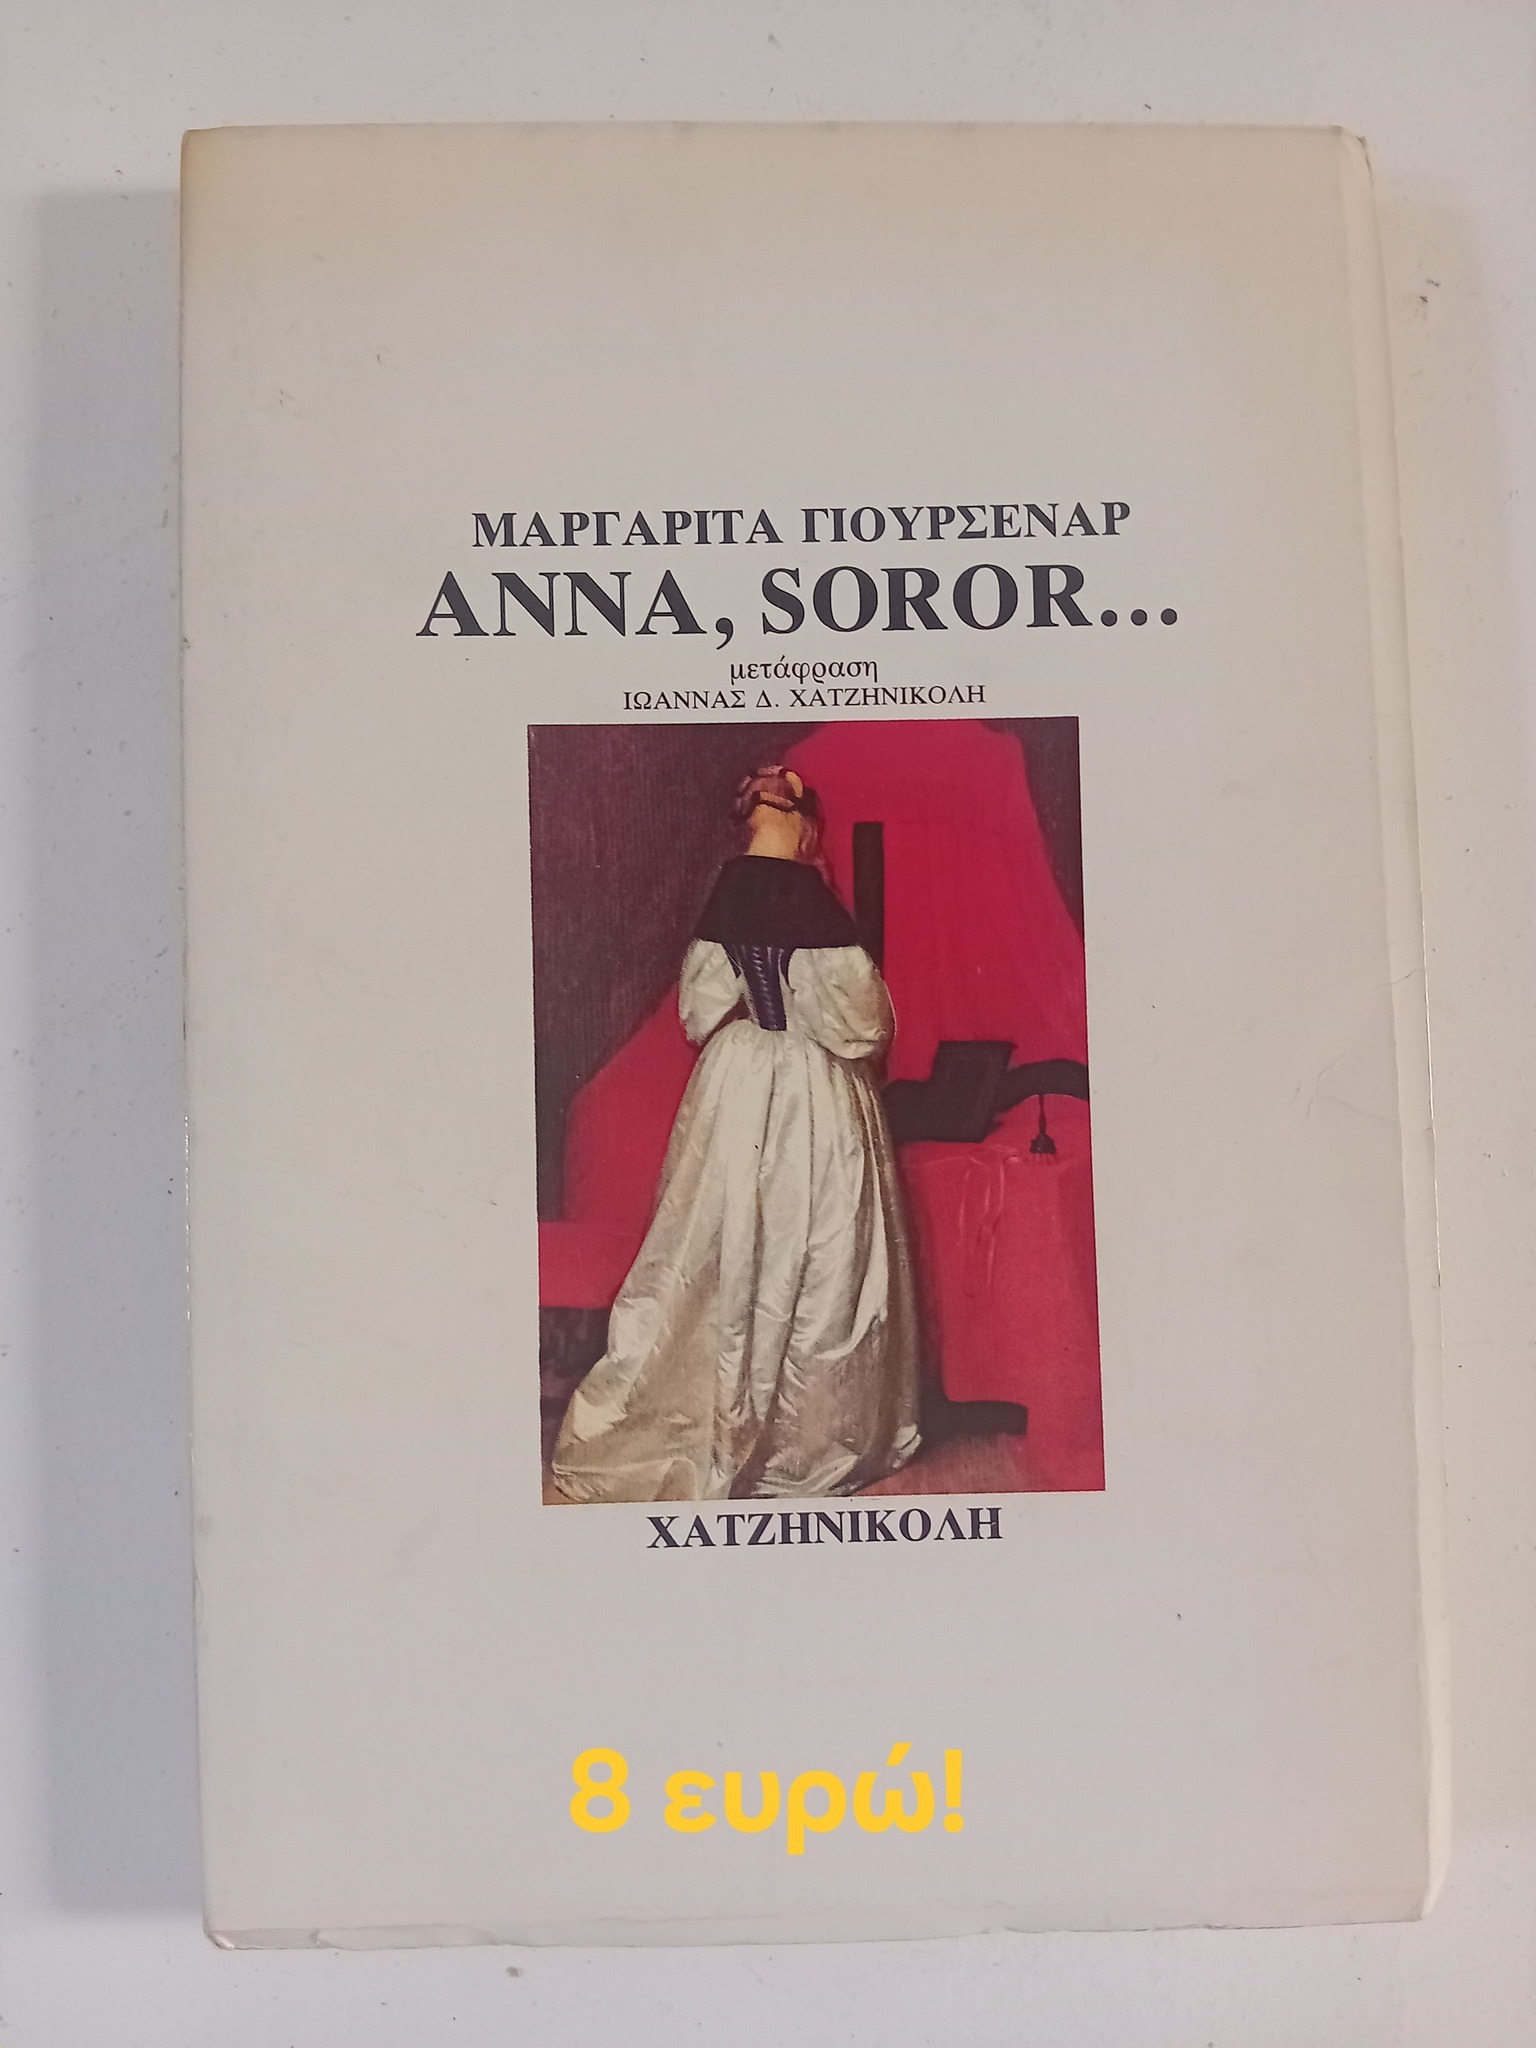 ΜΑΡΓΑΡΙΤΑ ΓΙΟΥΡΣΕΝΑΡ
ANNA, SOROR...
μετάφραση
ΙΩΑΝΝΑΣ Δ. ΧΑΤΖΗΝΙΚΟΛΗ
ΧΑΤΖΗΝΙΚΟΛΗ
8 ευρώ!